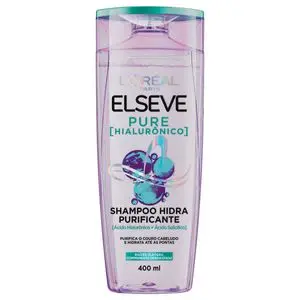 L'ORÉAL
PARIS
ELSEVE
PURE
[HIALURÔNICO]
SHAMPOO HIDRA
PURIFICANTE
[Ácido Hialurônico + Ácido Salicílico]
PURIFICA O COURO CABELUDO
E HIDRATA ATÉ AS PONTAS
400 ml